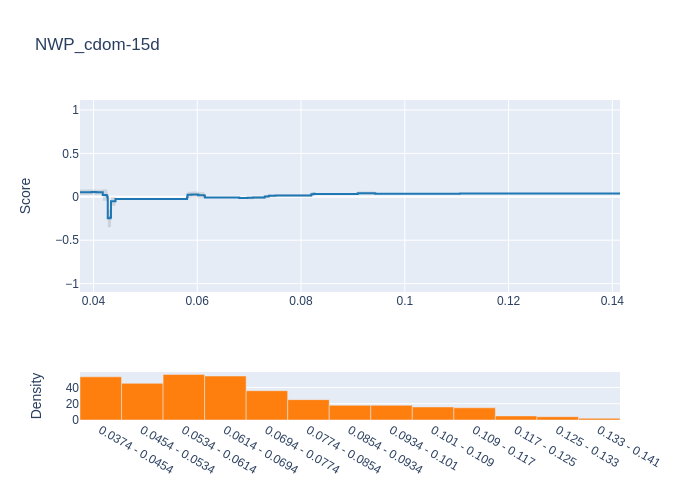 NWP_cdom-15d
Score
1
0.5
0
−0.5
−1
0.04
0.06
0.08
0.1
0.12
0.14
Density
40
20
0
0.0374 - 0.0454
0.0454 - 0.0534
0.0534 - 0.0614
0.0614 - 0.0694
0.0694 - 0.0774
0.0774 - 0.0854
0.0854 - 0.0934
0.0934 - 0.101
0.101 - 0.109
0.109 - 0.117
0.117 - 0.125
0.125 - 0.133
0.133 - 0.141